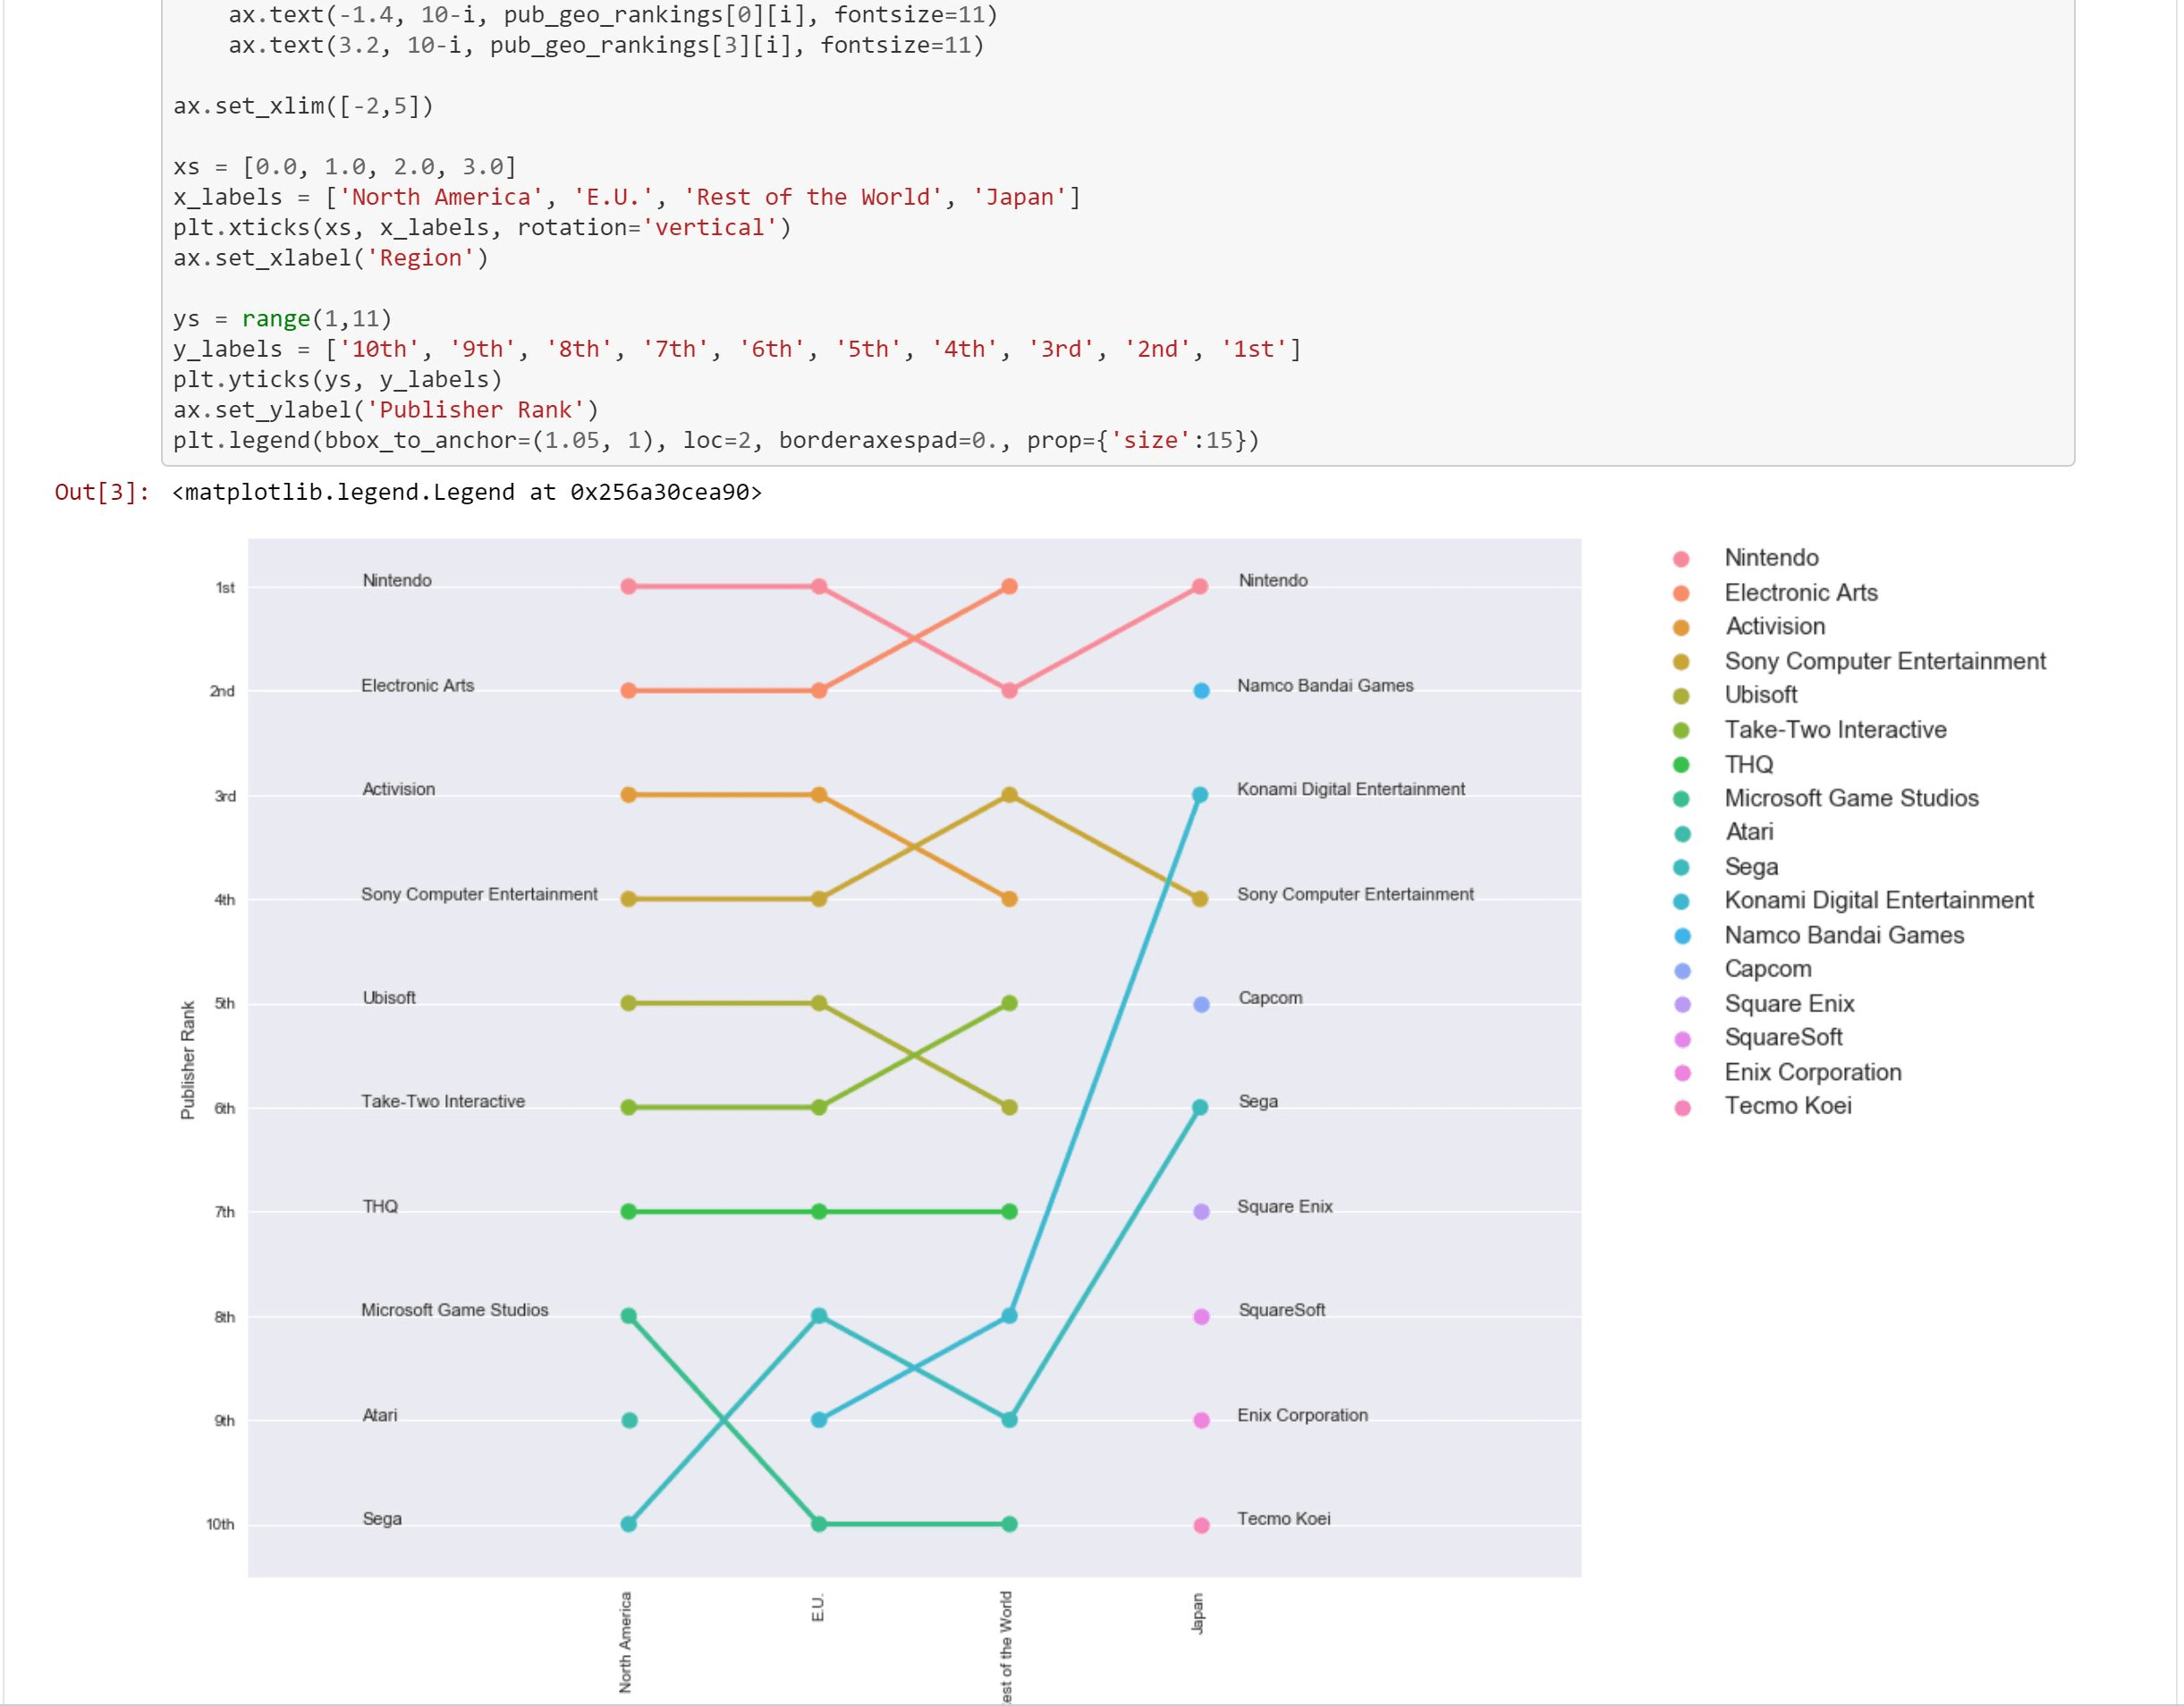 ax.text(-1.4, 10-i, pub_geo_rankings[0][i], fontsize=11)
ax.text(3.2, 10-i, pub_geo_rankings[3][i], fontsize=11)
ax.set_xlim([-2,5])
xs = [0.0, 1.0, 2.0, 3.0]
x_labels = ['North America', 'E.U.', 'Rest of the World', 'Japan']
plt.xticks(xs, x_labels, rotation='vertical')
ax.set_xlabel('Region')
ys = range(1,11)
y_labels = ['10th', '9th', '8th', '7th', '6th', '5th', '4th', '3rd', '2nd', '1st']
plt.yticks(ys, y_labels)
ax.set_ylabel('Publisher Rank')
plt.legend(bbox_to_anchor=(1.05, 1), loc=2, borderaxespad=0., prop={'size':15})
Out[3]: <matplotlib.legend.Legend at 0x256a30cea90>
Publisher Rank
1st Nintendo Nintendo
2nd Electronic Arts Namco Bandai Games
3rd Activision Konami Digital Entertainment
4th Sony Computer Entertainment Sony Computer Entertainment
5th Ubisoft Capcom
6th Take-Two Interactive Sega
7th THQ Square Enix
8th Microsoft Game Studios SquareSoft
9th Atari Enix Corporation
10th Sega Tecmo Koei
North America
E.U.
est of the World
Japan
Nintendo
Electronic Arts
Activision
Sony Computer Entertainment
Ubisoft
Take-Two Interactive
THQ
Microsoft Game Studios
Atari
Sega
Konami Digital Entertainment
Namco Bandai Games
Capcom
Square Enix
SquareSoft
Enix Corporation
Tecmo Koei